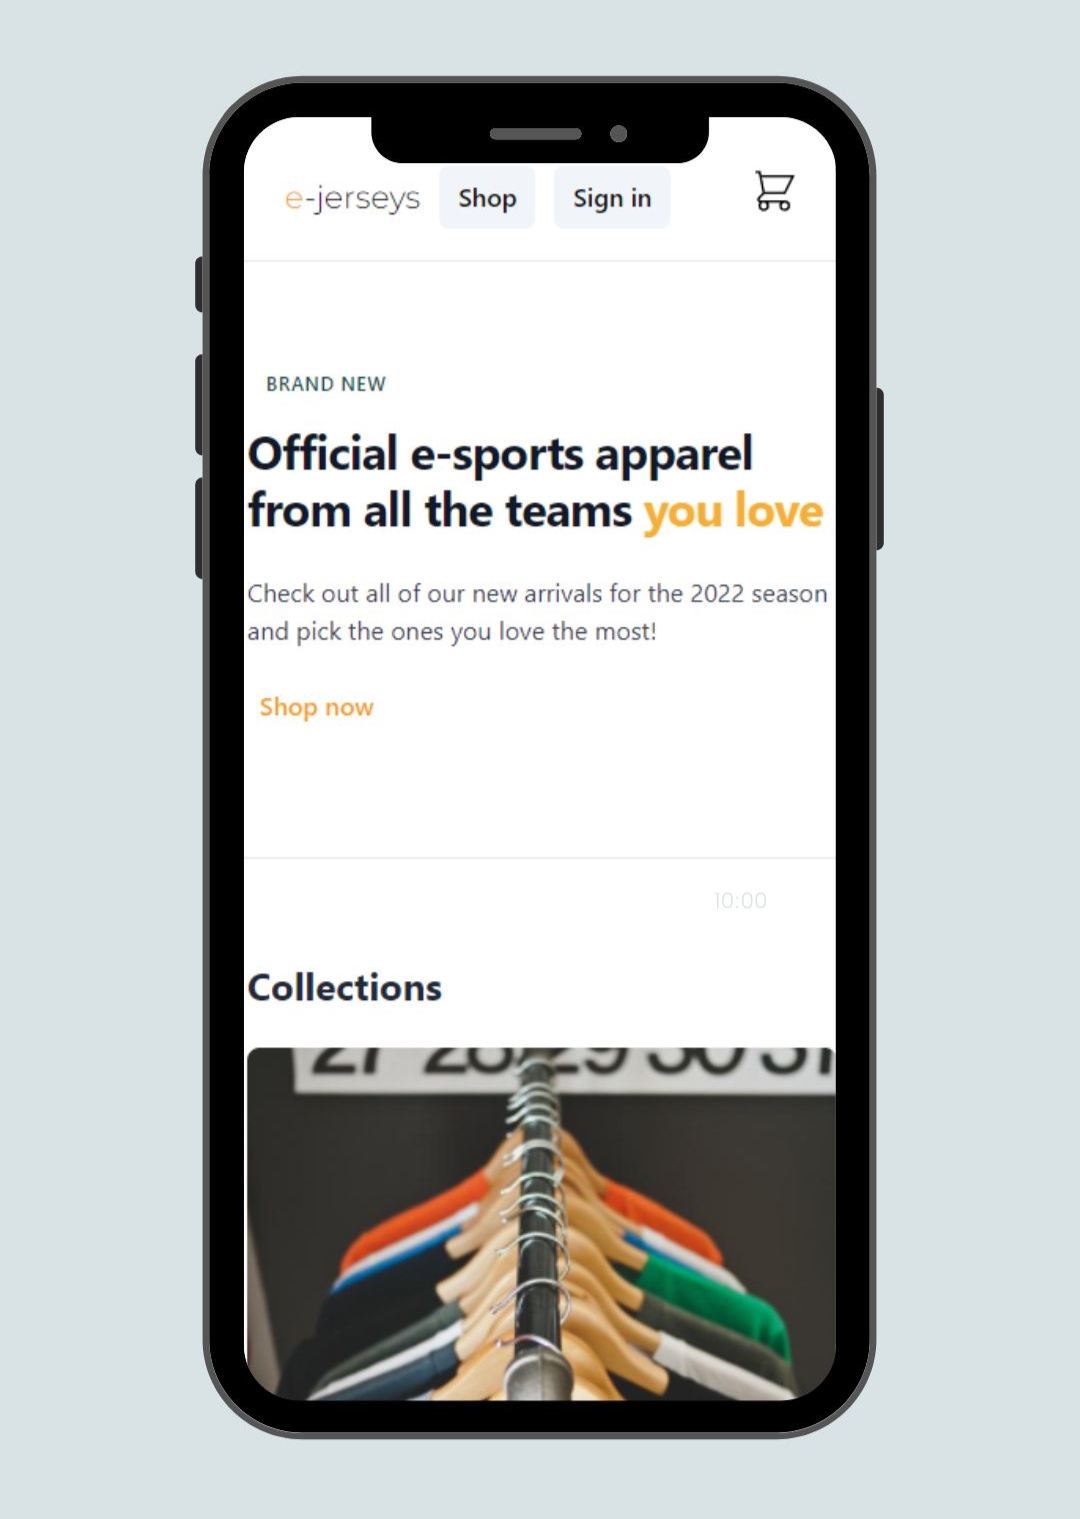 e-jerseys Shop Sign in
BRAND NEW
Official e-sports apparel
from all the teams you love
Check out all of our new arrivals for the 2022 season
and pick the ones you love the most!
Shop now
10:00
Collections
27 28 29 30 31